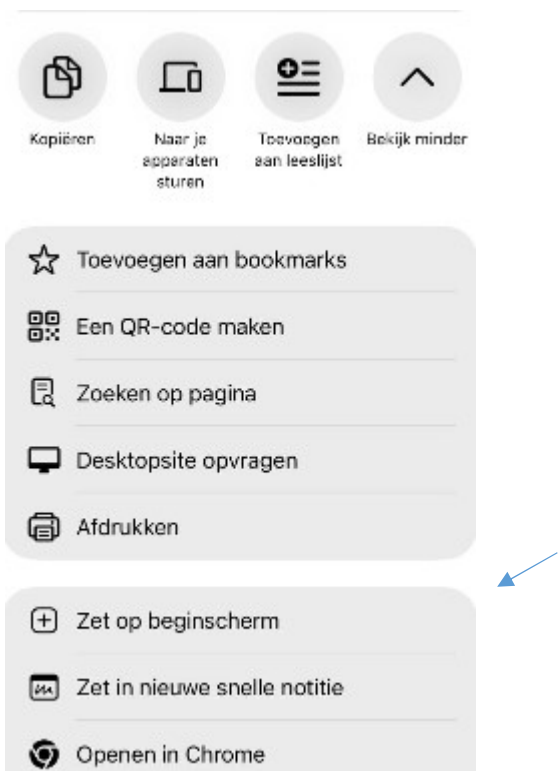 Kopiëren
Naar je
apparaten
sturen
Toevoegen
aan leeslijst
Bekijk minder
Toevoegen aan bookmarks
Een QR-code maken
Zoeken op pagina
Desktopsite opvragen
Afdrukken
Zet op beginscherm
Zet in nieuwe snelle notitie
Openen in Chrome